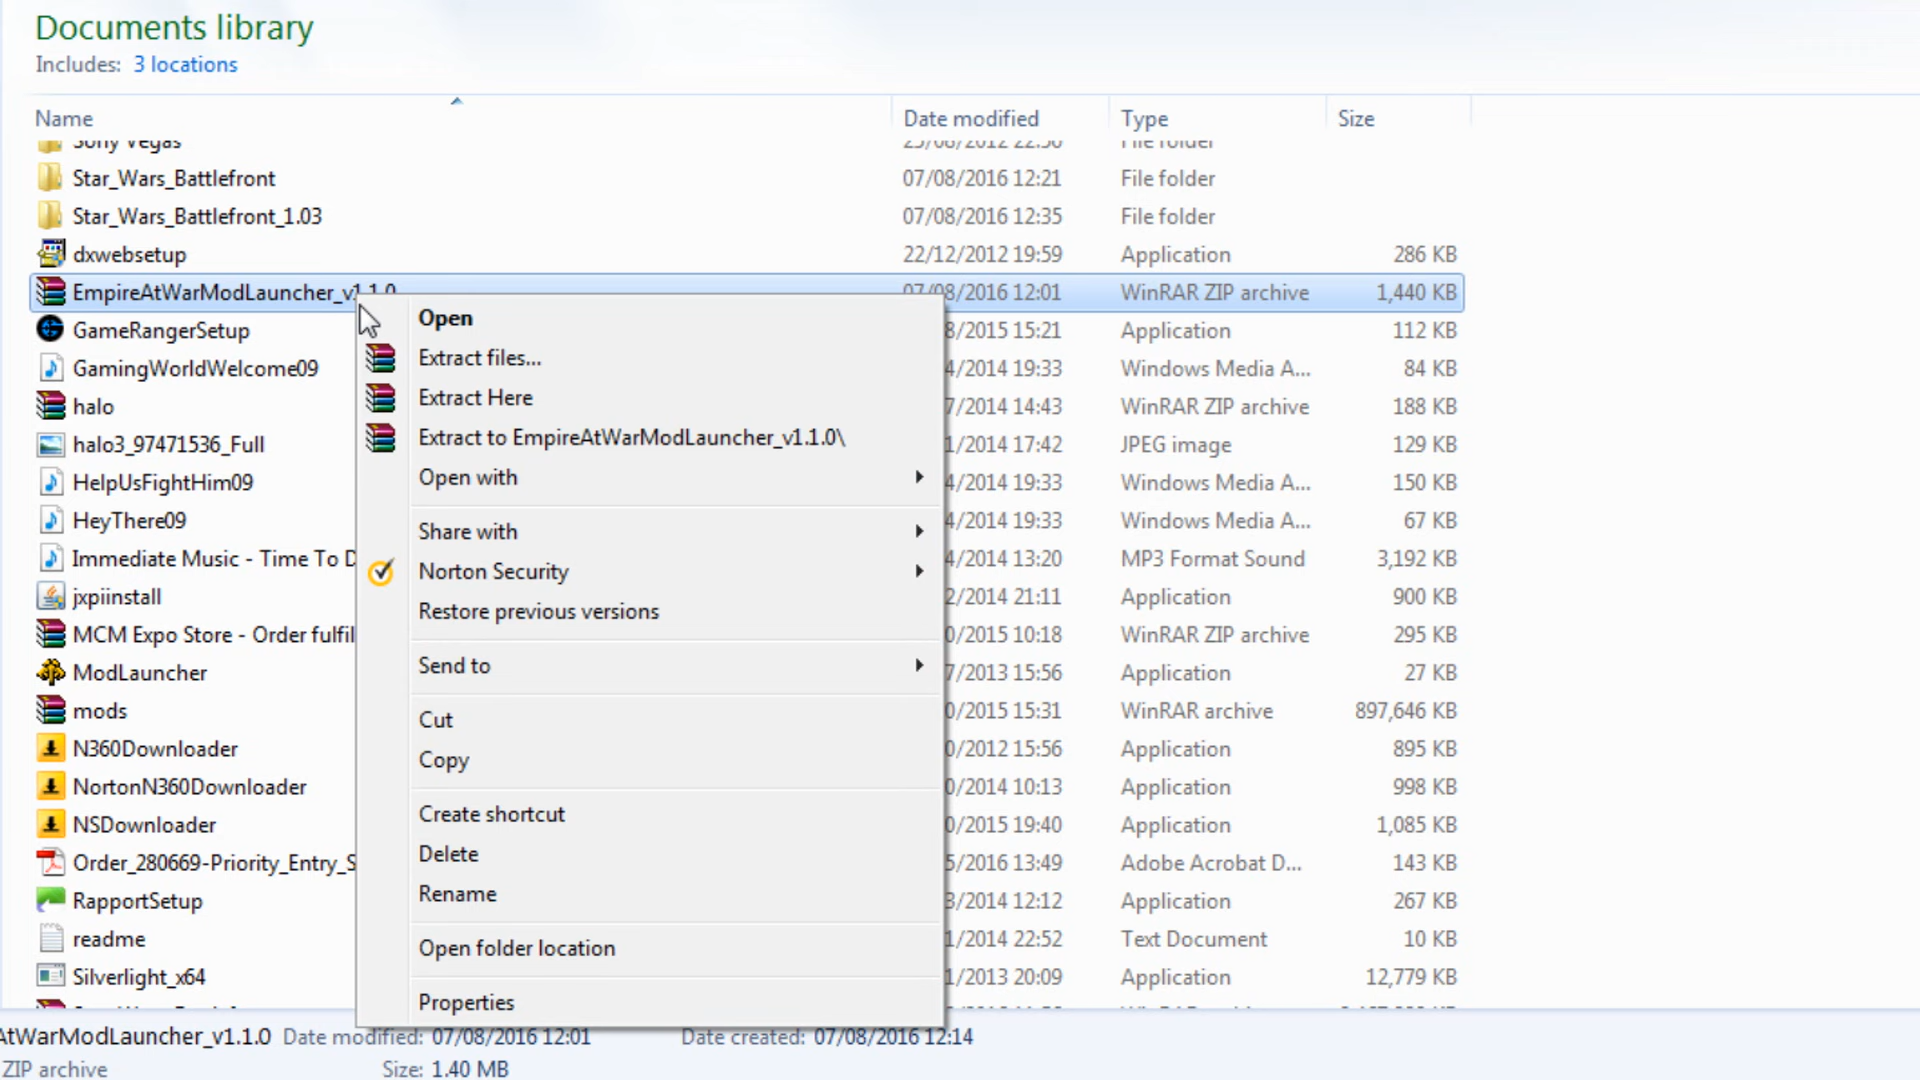 Documents library
Includes: 3 locations
Name Date modified Type Size
Sony Vegas File folder
Star_Wars_Battlefront 07/08/2016 12:21 File folder
Star_Wars_Battlefront_1.03 07/08/2016 12:35 File folder
dxwebsetup 22/12/2012 19:59 Application 286 KB
EmpireAtWarModLauncher_v1.1.0 07/08/2016 12:01 WinRAR ZIP archive 1,440 KB
GameRangerSetup 8/2015 15:21 Application 112 KB
GamingWorldWelcome09 4/2014 19:33 Windows Media A... 84 KB
halo 7/2014 14:43 WinRAR ZIP archive 188 KB
halo3_97471536_Full 1/2014 17:42 JPEG image 129 KB
HelpUsFightHim09 4/2014 19:33 Windows Media A... 150 KB
HeyThere09 4/2014 19:33 Windows Media A... 67 KB
Immediate Music - Time To D 4/2014 13:20 MP3 Format Sound 3,192 KB
jxpiinstall 2/2014 21:11 Application 900 KB
MCM Expo Store - Order fulfil 0/2015 10:18 WinRAR ZIP archive 295 KB
ModLauncher 7/2013 15:56 Application 27 KB
mods 0/2015 15:31 WinRAR archive 897,646 KB
N360Downloader 0/2012 15:56 Application 895 KB
NortonN360Downloader 0/2014 10:13 Application 998 KB
NSDownloader 0/2015 19:40 Application 1,085 KB
Order_280669-Priority_Entry_S 5/2016 13:49 Adobe Acrobat D... 143 KB
RapportSetup 3/2014 12:12 Application 267 KB
readme 1/2014 22:52 Text Document 10 KB
Silverlight_x64 1/2013 20:09 Application 12,779 KB
Open
Extract files...
Extract Here
Extract to EmpireAtWarModLauncher_v1.1.0\
Open with
Share with
Norton Security
Restore previous versions
Send to
Cut
Copy
Create shortcut
Delete
Rename
Open folder location
Properties
AtWarModLauncher_v1.1.0 Date modified: 07/08/2016 12:01 Date created: 07/08/2016 12:14
ZIP archive Size: 1.40 MB